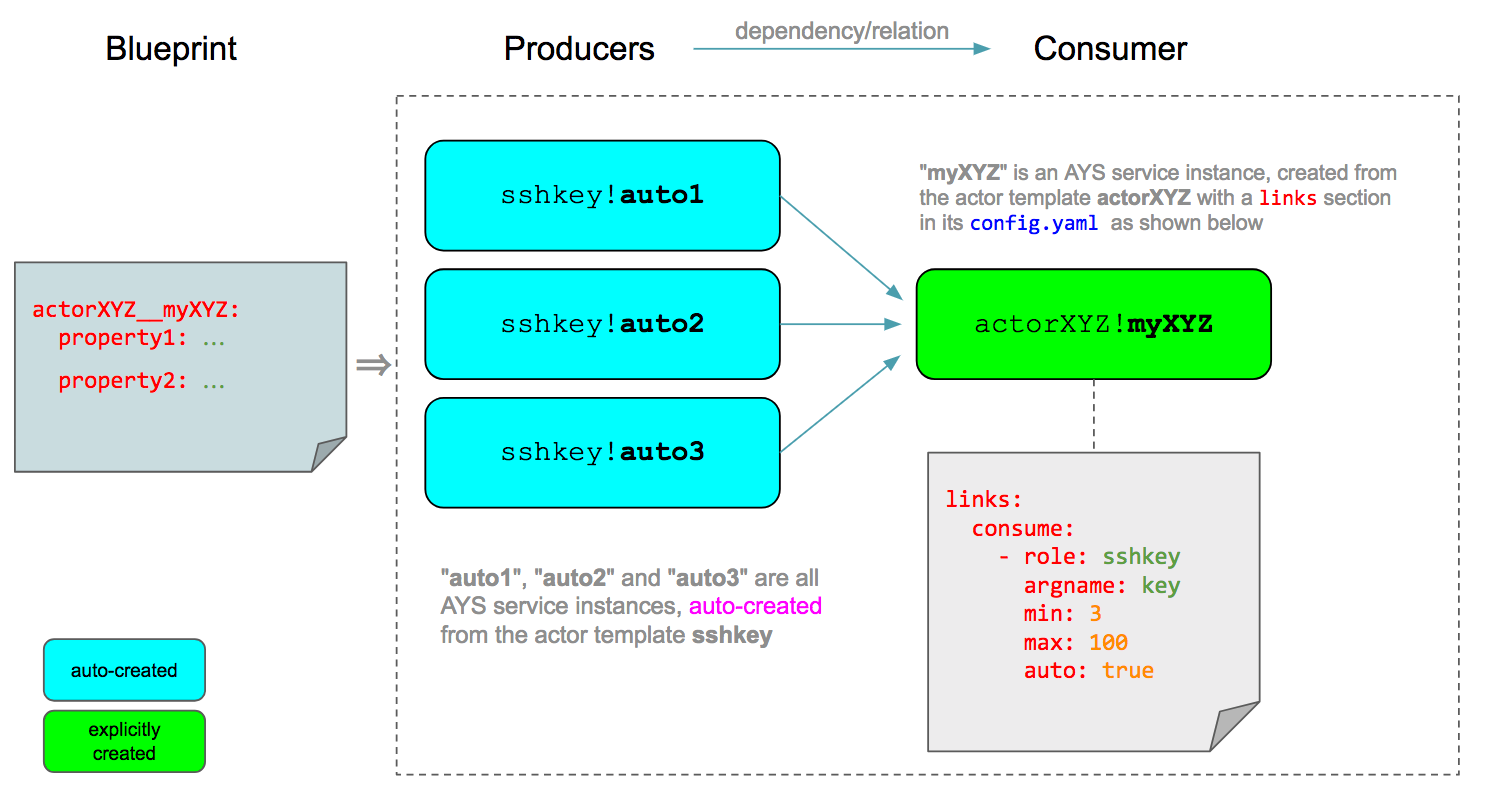 Blueprint
Producers
dependency/relation
Consumer
sshkey!auto1
"myXYZ" is an AYS service instance, created from
the actor template actorXYZ with a links section
in its config.yaml as shown below
actorXYZ__myXYZ:
property1: ...
property2: ...
⇒
sshkey!auto2
actorXYZ!myXYZ
sshkey!auto3
links:
consume:
- role: sshkey
argname: key
min: 3
max: 100
auto: true
"auto1", "auto2" and "auto3" are all
AYS service instances, auto-created
from the actor template sshkey
auto-created
explicitly
created